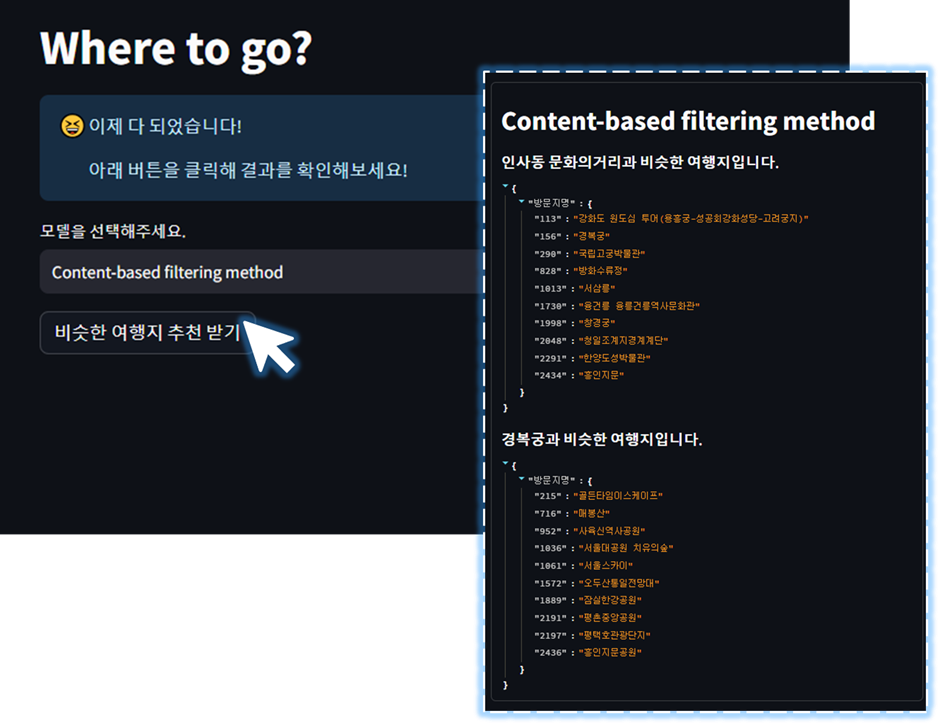 Where to go?
😆 이제 다 되었습니다!
아래 버튼을 클릭해 결과를 확인해보세요!
모델을 선택해주세요.
Content-based filtering method
비슷한 여행지 추천 받기
Content-based filtering method
인사동 문화의거리과 비슷한 여행지입니다.
{
"방문지명" : {
"113" : "강화도 원도심 투어(용흥궁-성공회강화성당-고려궁지)"
"156" : "경복궁"
"290" : "국립고궁박물관"
"828" : "방화수류정"
"1013" : "서삼릉"
"1730" : "융건릉 융릉건릉역사문화관"
"1998" : "창경궁"
"2048" : "청일조계지경계계단"
"2291" : "한양도성박물관"
"2434" : "흥인지문"
}
}
경복궁과 비슷한 여행지입니다.
{
"방문지명" : {
"215" : "골든타임이스케이프"
"716" : "매봉산"
"952" : "사육신역사공원"
"1036" : "서울대공원 치유의숲"
"1061" : "서울스카이"
"1572" : "오두산통일전망대"
"1889" : "잠실한강공원"
"2191" : "평촌중앙공원"
"2197" : "평택호관광단지"
"2436" : "흥인지문공원"
}
}